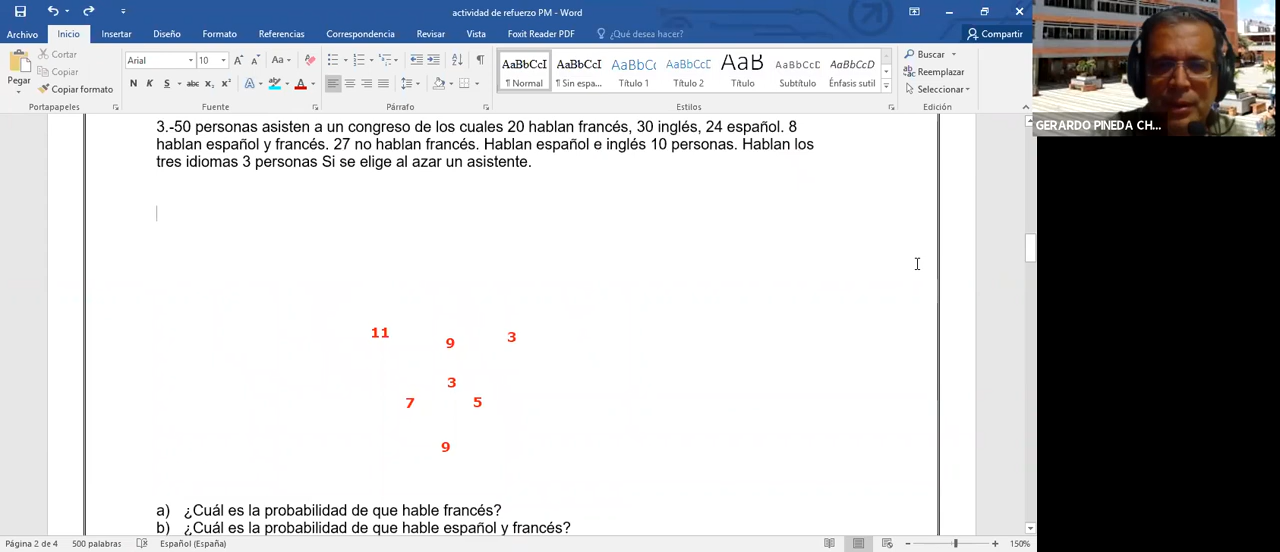 actividad de refuerzo PM - Word
Archivo Inicio Insertar Diseño Formato Referencias Correspondencia Revisar Vista Foxit Reader PDF ¿Qué desea hacer? Compartir
Pegar
Cortar
Copiar
Copiar formato
Portapapeles
Arial 10
N K S abc x₂ x²
Fuente
Párrafo
AaBbCcI AaBbCcI AaBbCc AaBbCc AaB AaBbCcC AaBbCcD
¶ Normal ¶ Sin espa... Título 1 Título 2 Título Subtítulo Énfasis sutil
Estilos
Buscar
Reemplazar
Seleccionar
Edición
GERARDO PINEDA CH...
3.-50 personas asisten a un congreso de los cuales 20 hablan francés, 30 inglés, 24 español. 8
hablan español y francés. 27 no hablan francés. Hablan español e inglés 10 personas. Hablan los
tres idiomas 3 personas Si se elige al azar un asistente.
11 9 3
3
7 5
9
a) ¿Cuál es la probabilidad de que hable francés?
b) ¿Cuál es la probabilidad de que hable español y francés?
Página 2 de 4 500 palabras Español (España) 150%